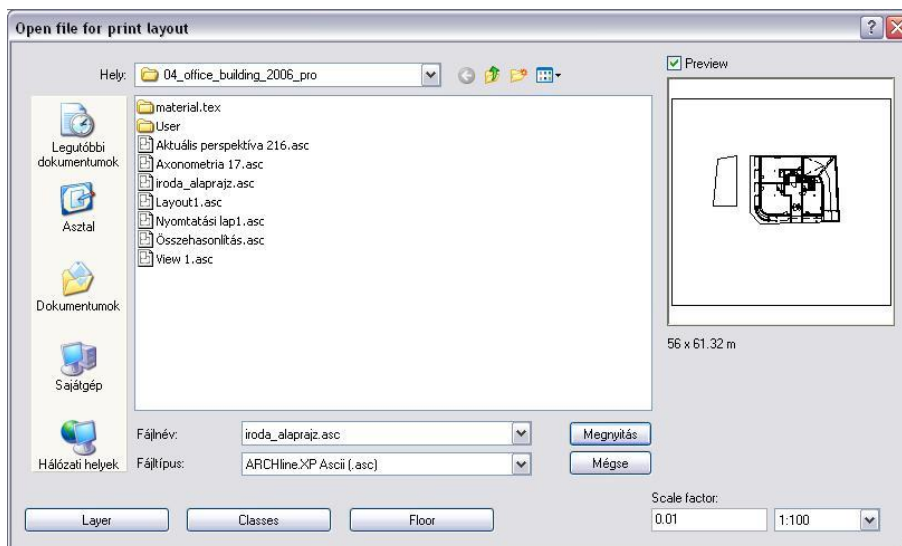 Open file for print layout
Hely:
04_office_building_2006_pro
Preview
Legutóbbi
dokumentumok
Asztal
Dokumentumok
Sajátgép
Hálózati helyek
material.tex
User
Aktuális perspektíva 216.asc
Axonometria 17.asc
iroda_alaprajz.asc
Layout1.asc
Nyomtatási lap1.asc
Összehasonlítás.asc
View 1.asc
56 x 61.32 m
Fájlnév:
iroda_alaprajz.asc
Megnyitás
Fájltípus:
ARCHline.XP Ascii (.asc)
Mégse
Layer
Classes
Floor
Scale factor:
0.01
1:100